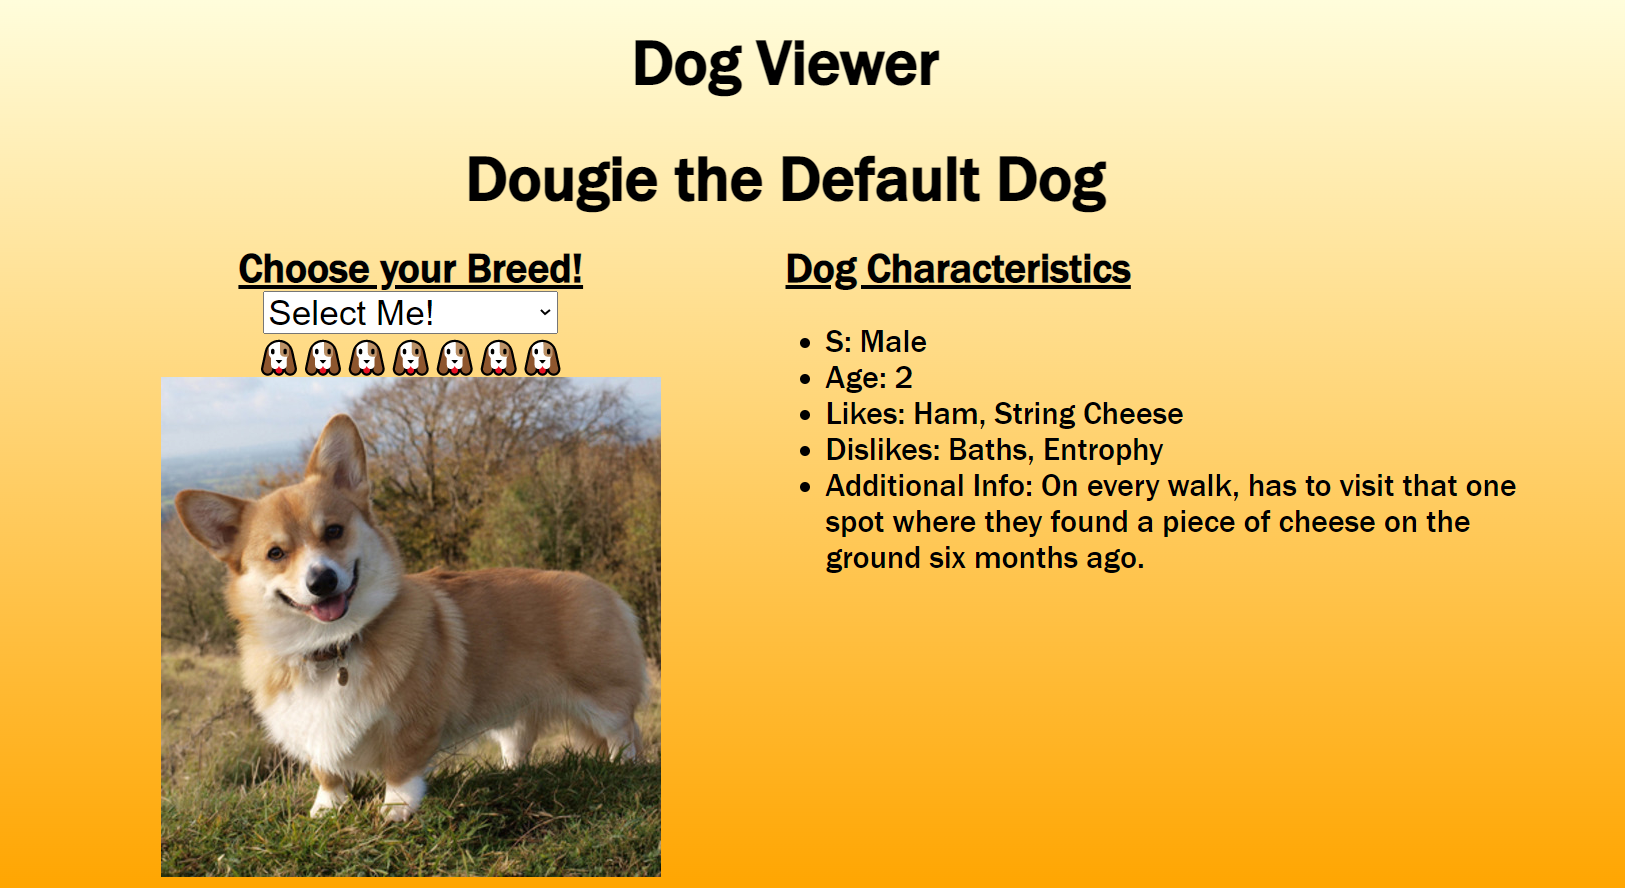 Dog Viewer
Dougie the Default Dog
Choose your Breed!
Select Me!
Dog Characteristics
S: Male
Age: 2
Likes: Ham, String Cheese
Dislikes: Baths, Entrophy
Additional Info: On every walk, has to visit that one
spot where they found a piece of cheese on the
ground six months ago.